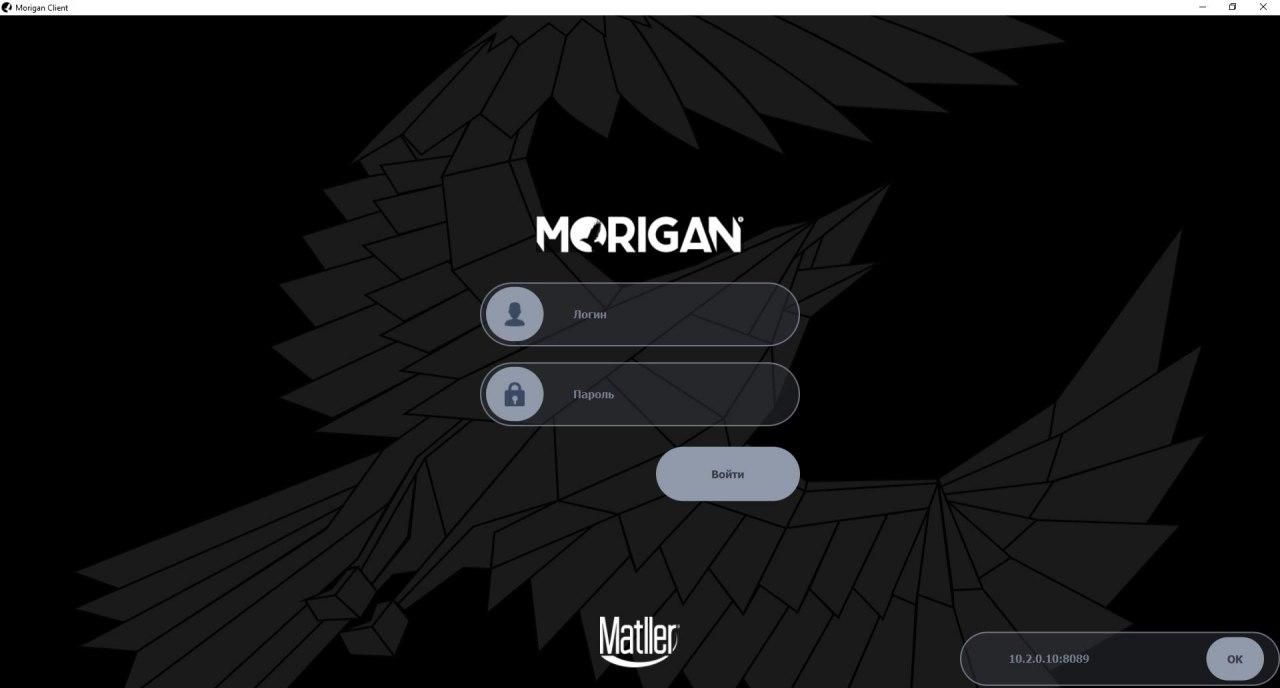 Morigan Client
MORIGAN
Логин
Пароль
Войти
Matller
10.2.0.10:8089
OK